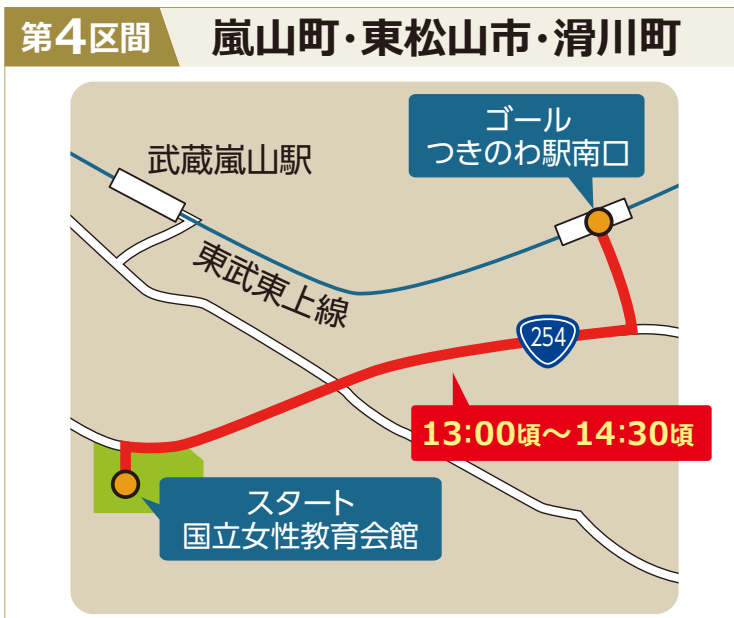 第4区間 嵐山町・東松山市・滑川町
ゴール
つきのわ駅南口
武蔵嵐山駅
東武東上線
254
13:00頃〜14:30頃
スタート
国立女性教育会館